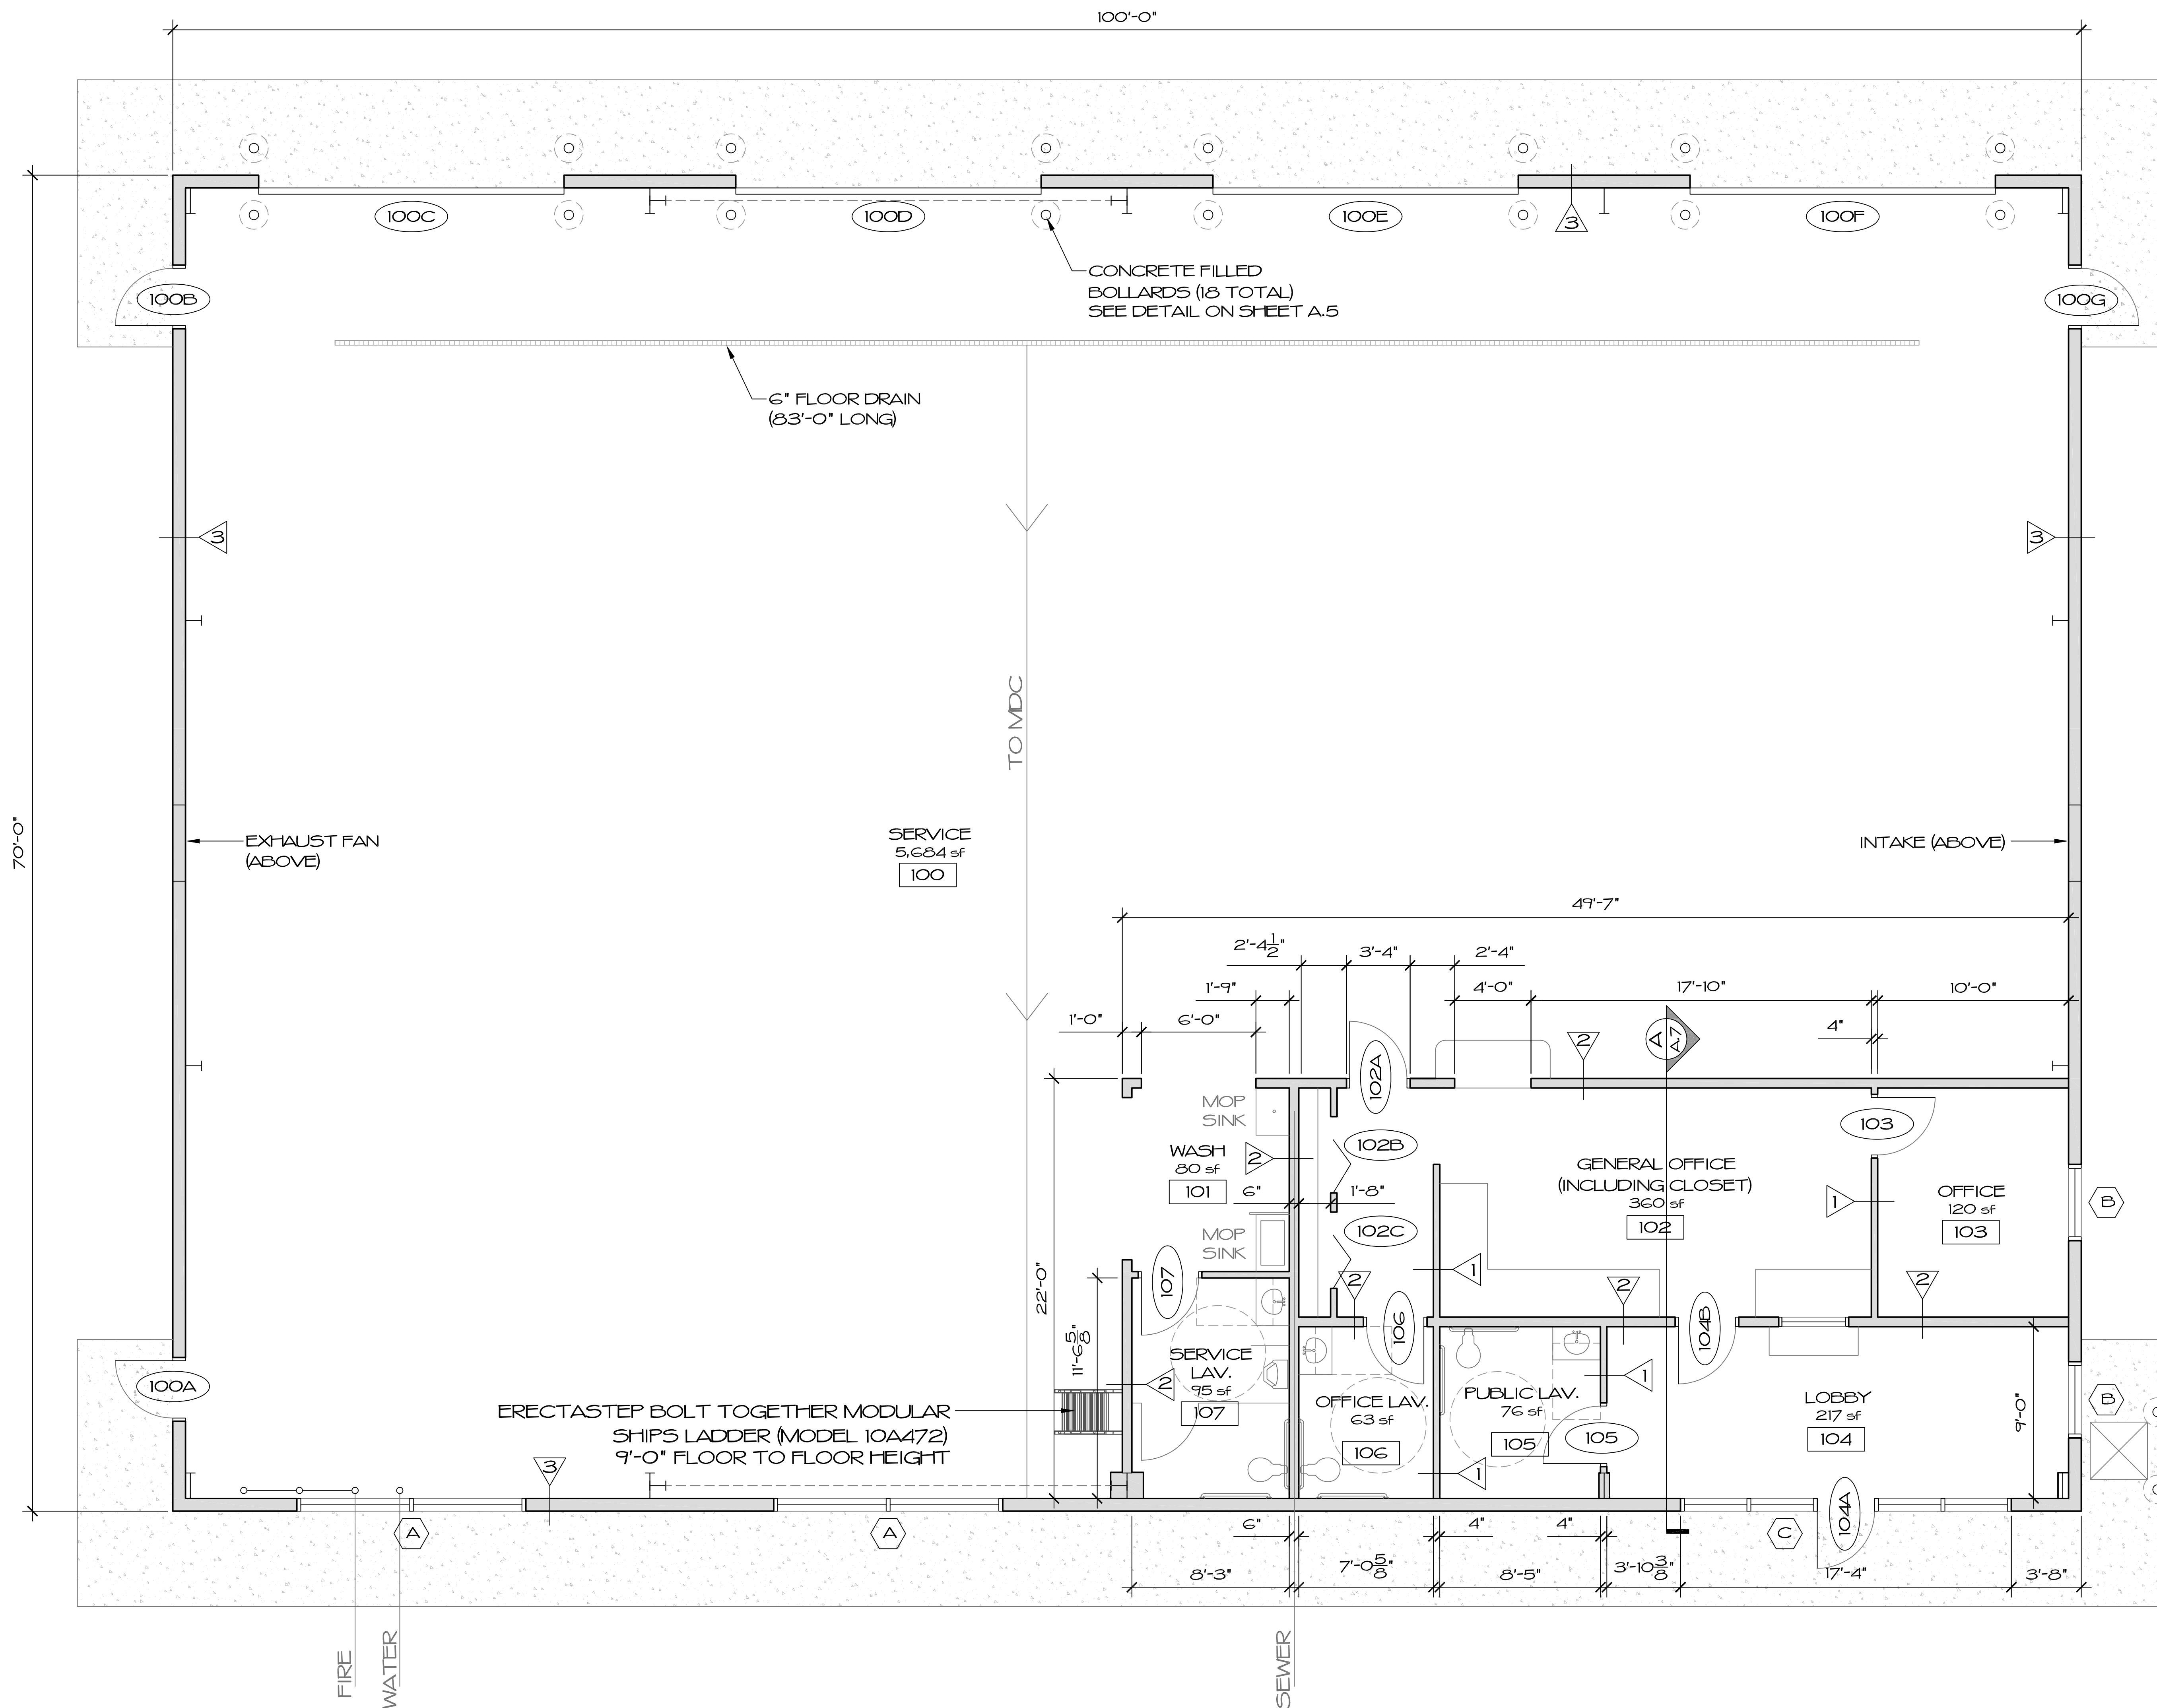 100'-0"
100C
100D
100E
3
100F
100B
100G
CONCRETE FILLED
BOLLARDS (18 TOTAL)
SEE DETAIL ON SHEET A.5
6" FLOOR DRAIN
(83'-0" LONG)
3
3
TO MDC
70'-0"
EXHAUST FAN
(ABOVE)
SERVICE
5,684 sf
100
INTAKE (ABOVE)
49'-7"
2'-4 1/2"
3'-4"
2'-4"
1'-9"
4'-0"
17'-10"
10'-0"
1'-0"
6'-0"
4"
2
A
A.7
102A
MOP
SINK
103
102B
WASH
80 sf
101
2
GENERAL OFFICE
(INCLUDING CLOSET)
360 sf
102
6"
1'-8"
1
OFFICE
120 sf
103
B
102C
MOP
SINK
107
1
2
2
2
22'-0"
11'-6 5/8"
106
104B
SERVICE
LAV.
95 sf
107
2
1
100A
OFFICE LAV.
63 sf
106
PUBLIC LAV.
76 sf
105
105
LOBBY
217 sf
104
B
9'-0"
ERECTASTEP BOLT TOGETHER MODULAR
SHIPS LADDER (MODEL 10A472)
9'-0" FLOOR TO FLOOR HEIGHT
3
1
104A
A
A
C
6"
4"
4"
8'-3"
7'-0 5/8"
8'-5"
3'-10 3/8"
17'-4"
3'-8"
FIRE
WATER
SEWER